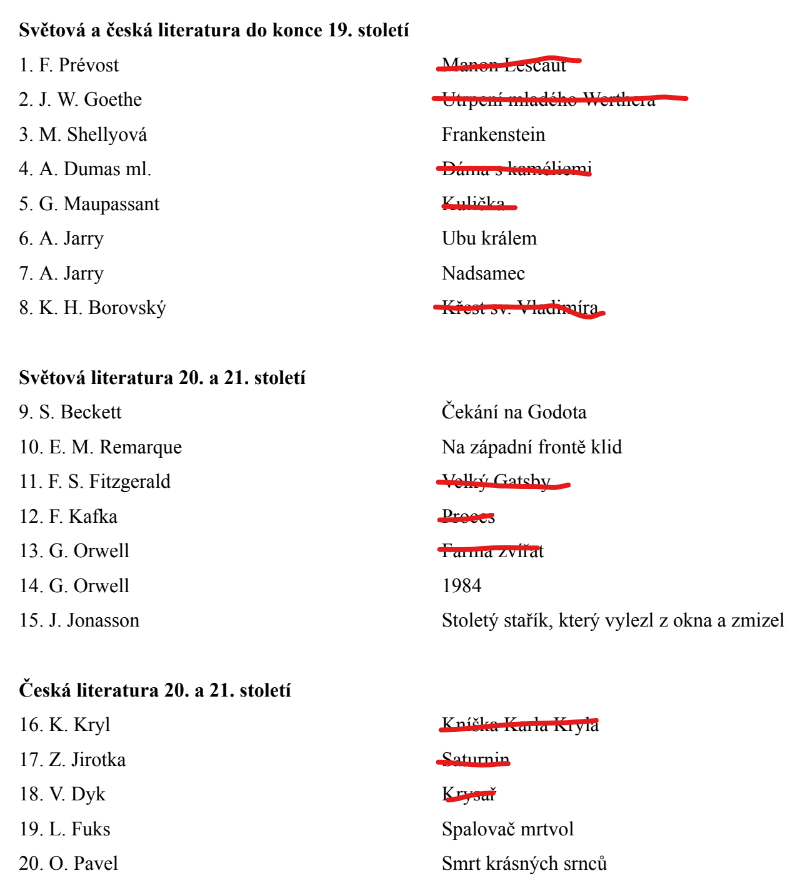 Světová a česká literatura do konce 19. století
1. F. Prévost Manon Lescaut
2. J. W. Goethe Utrpení mladého Werthera
3. M. Shellyová Frankenstein
4. A. Dumas ml. Dáma s kaméliemi
5. G. Maupassant Kulička
6. A. Jarry Ubu králem
7. A. Jarry Nadsamec
8. K. H. Borovský Křest sv. Vladimíra
Světová literatura 20. a 21. století
9. S. Beckett Čekání na Godota
10. E. M. Remarque Na západní frontě klid
11. F. S. Fitzgerald Velký Gatsby
12. F. Kafka Proces
13. G. Orwell Farma zvířat
14. G. Orwell 1984
15. J. Jonasson Stoletý stařík, který vylezl z okna a zmizel
Česká literatura 20. a 21. století
16. K. Kryl Kníška Karla Kryla
17. Z. Jirotka Saturnin
18. V. Dyk Krysař
19. L. Fuks Spalovač mrtvol
20. O. Pavel Smrt krásných srnců